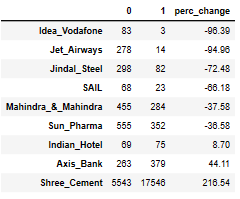 0 1 perc_change
Idea_Vodafone 83 3 -96.39
Jet_Airways 278 14 -94.96
Jindal_Steel 298 82 -72.48
SAIL 68 23 -66.18
Mahindra_&_Mahindra 455 284 -37.58
Sun_Pharma 555 352 -36.58
Indian_Hotel 69 75 8.70
Axis_Bank 263 379 44.11
Shree_Cement 5543 17546 216.54